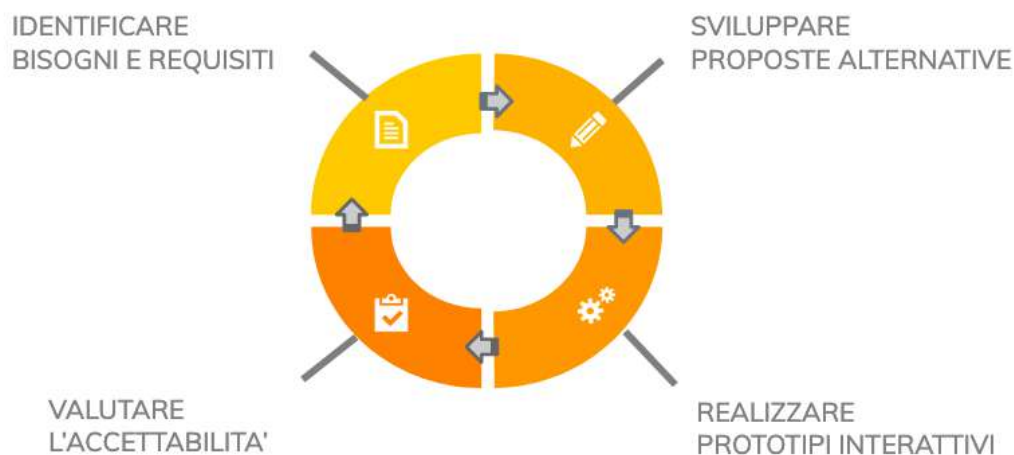 IDENTIFICARE
BISOGNI E REQUISITI
SVILUPPARE
PROPOSTE ALTERNATIVE
VALUTARE
L'ACCETTABILITA'
REALIZZARE
PROTOTIPI INTERATTIVI